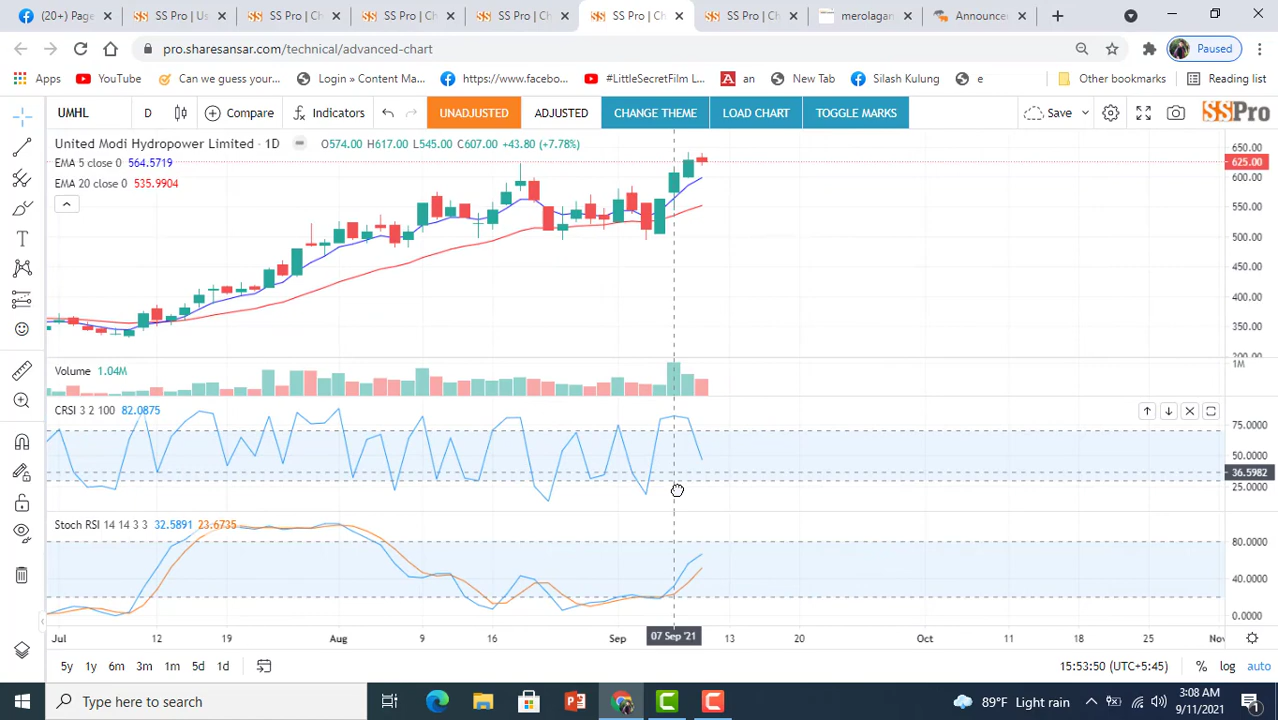 (20+) Page
SS Pro | Us
SS Pro | Ch
SS Pro | Ch
SS Pro | Ch
SS Pro | Ch
SS Pro | Ch
merolagan
Announce
pro.sharesansar.com/technical/advanced-chart
Paused
Apps
YouTube
Can we guess your...
Login » Content Ma...
https://www.facebo...
#LittleSecretFilm L...
an
New Tab
Silash Kulung
e
Other bookmarks
Reading list
UMHL
D
Compare
Indicators
UNADJUSTED
ADJUSTED
CHANGE THEME
LOAD CHART
TOGGLE MARKS
Save
SSPro
United Modi Hydropower Limited · 1D
O574.00 H617.00 L545.00 C607.00 +43.80 (+7.78%)
EMA 5 close 0 564.5719
EMA 20 close 0 535.9904
650.00
625.00
600.00
550.00
500.00
450.00
400.00
350.00
300.00
Volume 1.04M
1M
CRSI 3 2 100 82.0875
75.0000
50.0000
36.5982
25.0000
Stoch RSI 14 14 3 3 32.5891 23.6735
80.0000
40.0000
0.0000
Jul 12 19 Aug 9 16 Sep 07 Sep '21 13 20 Oct 11 18 25 Nov
5y 1y 6m 3m 1m 5d 1d
15:53:50 (UTC+5:45)
% log auto
Type here to search
89°F Light rain
3:08 AM
9/11/2021
1